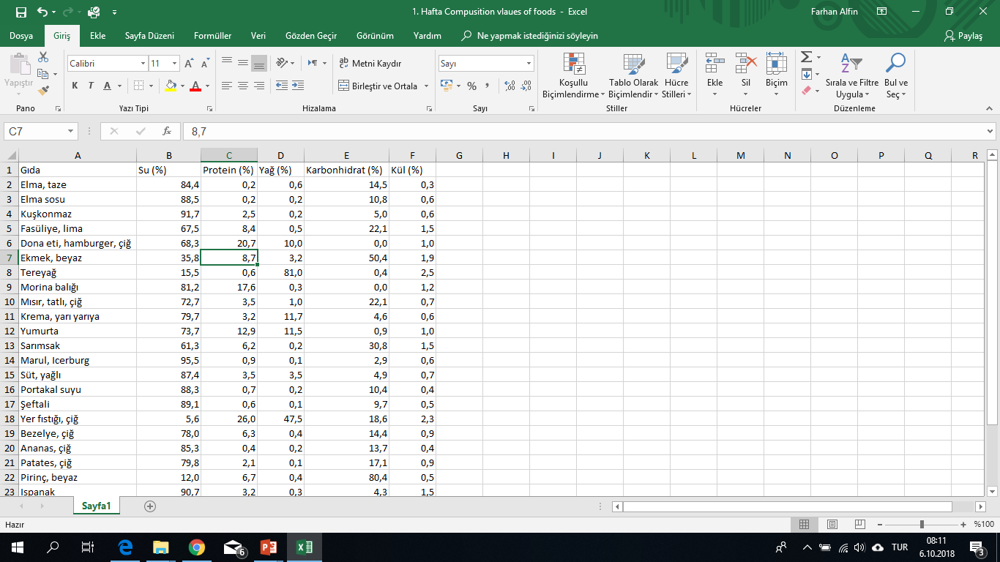 1. Hafta Compusition vlaues of foods - Excel
Farhan Alfin
Dosya Giriş Ekle Sayfa Düzeni Formüller Veri Gözden Geçir Görünüm Yardım Ne yapmak istediğinizi söyleyin Paylaş
Yapıştır
Pano
Calibri 11
K T A A
Yazı Tipi
Metni Kaydır
Birleştir ve Ortala
Hizalama
Sayı
%
Sayı
Koşullu
Biçimlendirme
Tablo Olarak
Biçimlendir
Hücre
Stilleri
Stiller
Ekle Sil Biçim
Hücreler
Sırala ve Filtre
Uygula
Bul ve
Seç
Düzenleme
C7 fx 8,7
A B C D E F G H I J K L M N O P Q R
1 Gıda Su (%) Protein (%) Yağ (%) Karbonhidrat (%) Kül (%)
2 Elma, taze 84,4 0,2 0,6 14,5 0,3
3 Elma sosu 88,5 0,2 0,2 10,8 0,6
4 Kuşkonmaz 91,7 2,5 0,2 5,0 0,6
5 Fasüliye, lima 67,5 8,4 0,5 22,1 1,5
6 Dona eti, hamburger, çiğ 68,3 20,7 10,0 0,0 1,0
7 Ekmek, beyaz 35,8 8,7 3,2 50,4 1,9
8 Tereyağ 15,5 0,6 81,0 0,4 2,5
9 Morina balığı 81,2 17,6 0,3 0,0 1,2
10 Mısır, tatlı, çiğ 72,7 3,5 1,0 22,1 0,7
11 Krema, yarı yarıya 79,7 3,2 11,7 4,6 0,6
12 Yumurta 73,7 12,9 11,5 0,9 1,0
13 Sarımsak 61,3 6,2 0,2 30,8 1,5
14 Marul, Icerburg 95,5 0,9 0,1 2,9 0,6
15 Süt, yağlı 87,4 3,5 3,5 4,9 0,7
16 Portakal suyu 88,3 0,7 0,2 10,4 0,4
17 Şeftali 89,1 0,6 0,1 9,7 0,5
18 Yer fıstığı, çiğ 5,6 26,0 47,5 18,6 2,3
19 Bezelye, çiğ 78,0 6,3 0,4 14,4 0,9
20 Ananas, çiğ 85,3 0,4 0,2 13,7 0,4
21 Patates, çiğ 79,8 2,1 0,1 17,1 0,9
22 Pirinç, beyaz 12,0 6,7 0,4 80,4 0,5
23 Ispanak 90,7 3,2 0,3 4,3 1,5
Sayfa1
Hazır
%100
6
TUR
08:11
6.10.2018
3